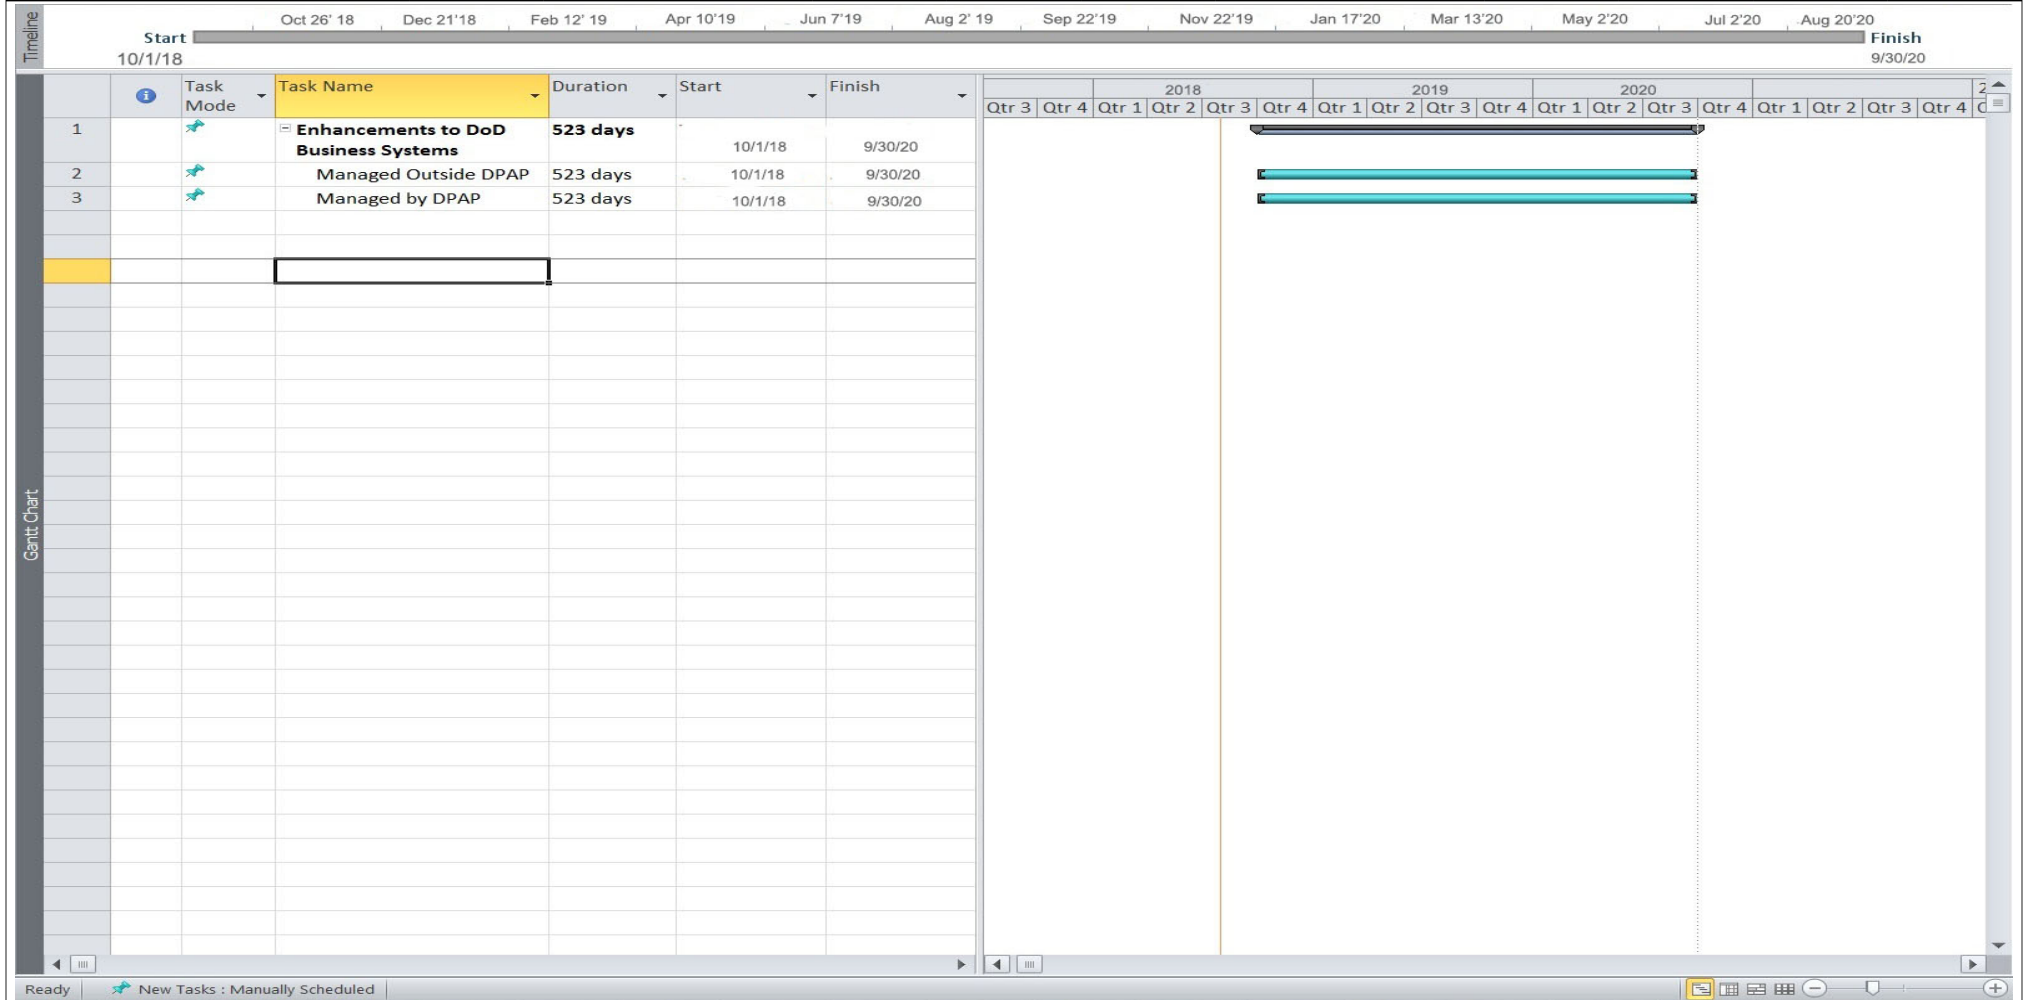 Timeline
Oct 26' 18 Dec 21'18 Feb 12' 19 Apr 10'19 Jun 7'19 Aug 2' 19 Sep 22'19 Nov 22'19 Jan 17'20 Mar 13'20 May 2'20 Jul 2'20 Aug 20'20
Start Finish
10/1/18 9/30/20
Task Mode Task Name Duration Start Finish
2018 2019 2020 2
Qtr 3 Qtr 4 Qtr 1 Qtr 2 Qtr 3 Qtr 4 Qtr 1 Qtr 2 Qtr 3 Qtr 4 Qtr 1 Qtr 2 Qtr 3 Qtr 4 Qtr 1 Qtr 2 Qtr 3 Qtr 4
1 Enhancements to DoD 523 days
Business Systems 10/1/18 9/30/20
2 Managed Outside DPAP 523 days 10/1/18 9/30/20
3 Managed by DPAP 523 days 10/1/18 9/30/20
Gantt Chart
Ready New Tasks : Manually Scheduled